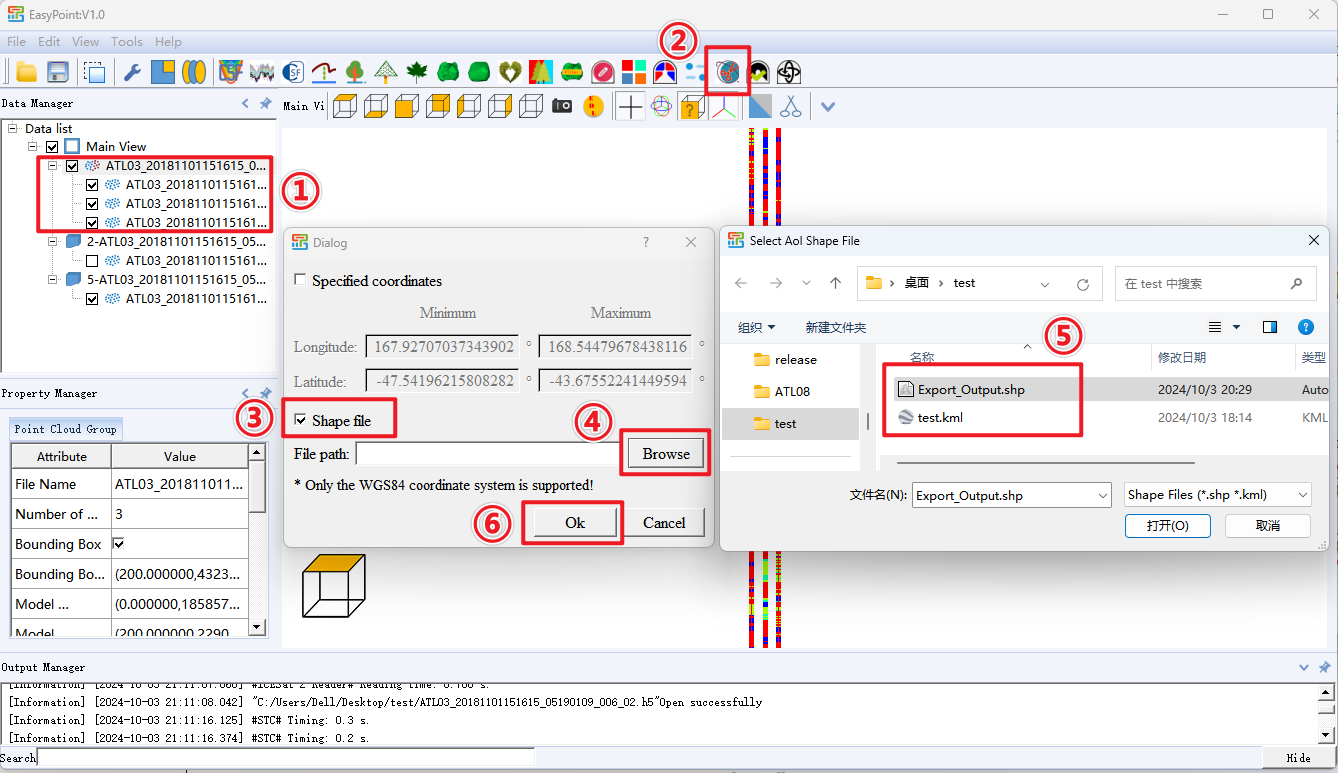 EasyPoint:V1.0
File Edit View Tools Help
②
SF
Data Manager
Main Vi
Data list
Main View
ATL03_20181101151615_0...
ATL03_2018110115161...
ATL03_2018110115161...
ATL03_2018110115161...
①
2-ATL03_20181101151615_05...
ATL03_2018110115161...
5-ATL03_20181101151615_05...
ATL03_2018110115161...
Property Manager
Point Cloud Group
Attribute Value
File Name ATL03_201811011...
Number of ... 3
Bounding Box
Bounding Bo... (200.000000,4323...
Model ... (0.000000,185857...
Model (200.000000,2290
Dialog
?
Specified coordinates
Minimum Maximum
Longitude: 167.92707037343902 ° 168.54479678438116 °
Latitude: -47.54196215808282 ° -43.67552241449594 °
③
Shape file
④
File path:
Browse
* Only the WGS84 coordinate system is supported!
⑥
Ok
Cancel
Select AoI Shape File
桌面 › test
在 test 中搜索
组织
新建文件夹
⑤
release
ATL08
test
名称 修改日期 类型
Export_Output.shp 2024/10/3 20:29 Auto
test.kml 2024/10/3 18:14 KML
文件名(N): Export_Output.shp
Shape Files (*.shp *.kml)
打开(O)
取消
Output Manager
[Information] [2024-10-03 21:11:07.060] #ICESat 2 Reader# Reading time: 0.700 s.
[Information] [2024-10-03 21:11:08.042] "C:/Users/Dell/Desktop/test/ATL03_20181101151615_05190109_006_02.h5"Open successfully
[Information] [2024-10-03 21:11:16.125] #STC# Timing: 0.3 s.
[Information] [2024-10-03 21:11:16.374] #STC# Timing: 0.2 s.
Search
Hide